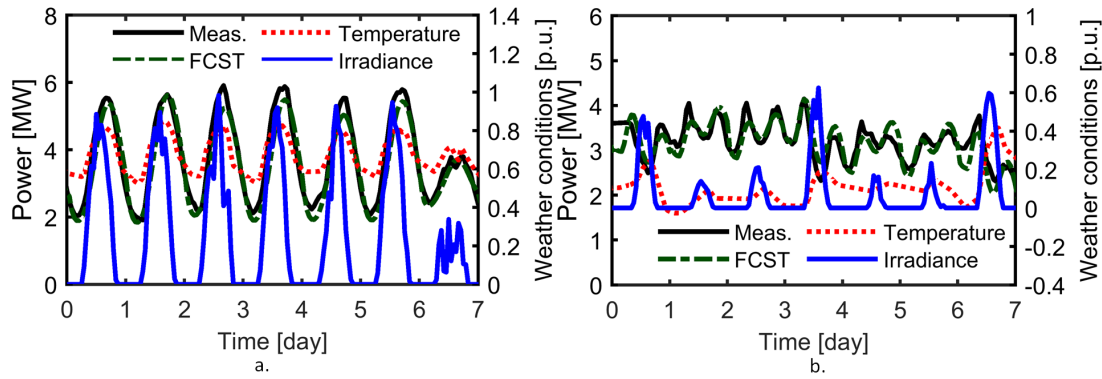 8
6
4
2
0
Power [MW]
Meas.
Temperature
FCST
Irradiance
1.4
1.2
1
0.8
0.6
0.4
0.2
0
Weather conditions [p.u.]
0 1 2 3 4 5 6 7
Time [day]
a.
6
5
4
3
2
1
0
Power [MW]
Meas.
Temperature
FCST
Irradiance
1
0.8
0.6
0.4
0.2
0
-0.2
-0.4
Weather conditions [p.u.]
0 1 2 3 4 5 6 7
Time [day]
b.